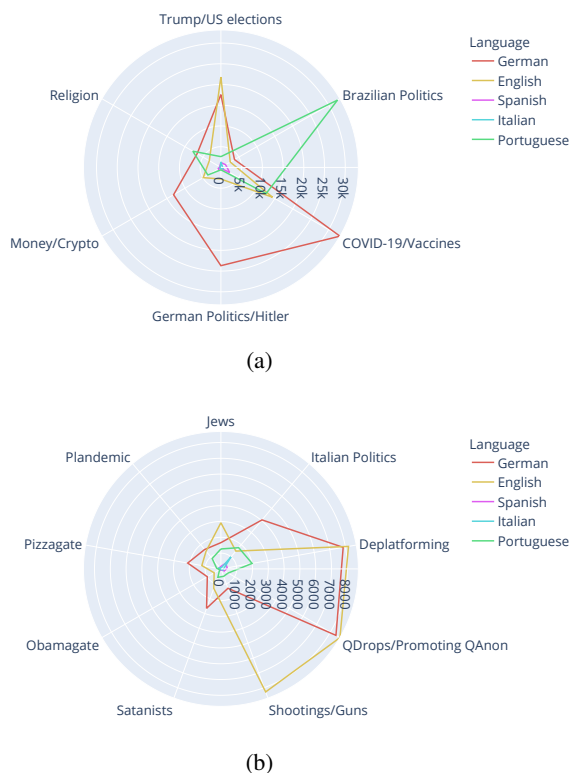 Trump/US elections
Language
German
English
Spanish
Italian
Portuguese
Religion
Brazilian Politics
0
5k
10k
15k
20k
25k
30k
Money/Crypto
COVID-19/Vaccines
German Politics/Hitler
(a)
Jews
Language
German
English
Spanish
Italian
Portuguese
Plandemic
Italian Politics
Pizzagate
Deplatforming
0
1000
2000
3000
4000
5000
6000
7000
8000
Obamagate
QDrops/Promoting QAnon
Satanists
Shootings/Guns
(b)